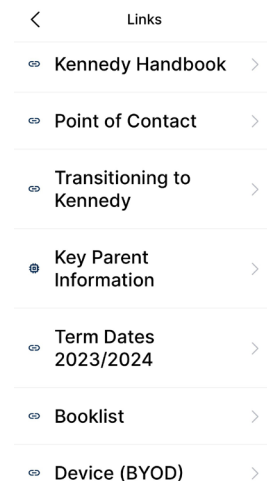 Links
Kennedy Handbook
Point of Contact
Transitioning to
Kennedy
Key Parent
Information
Term Dates
2023/2024
Booklist
Device (BYOD)